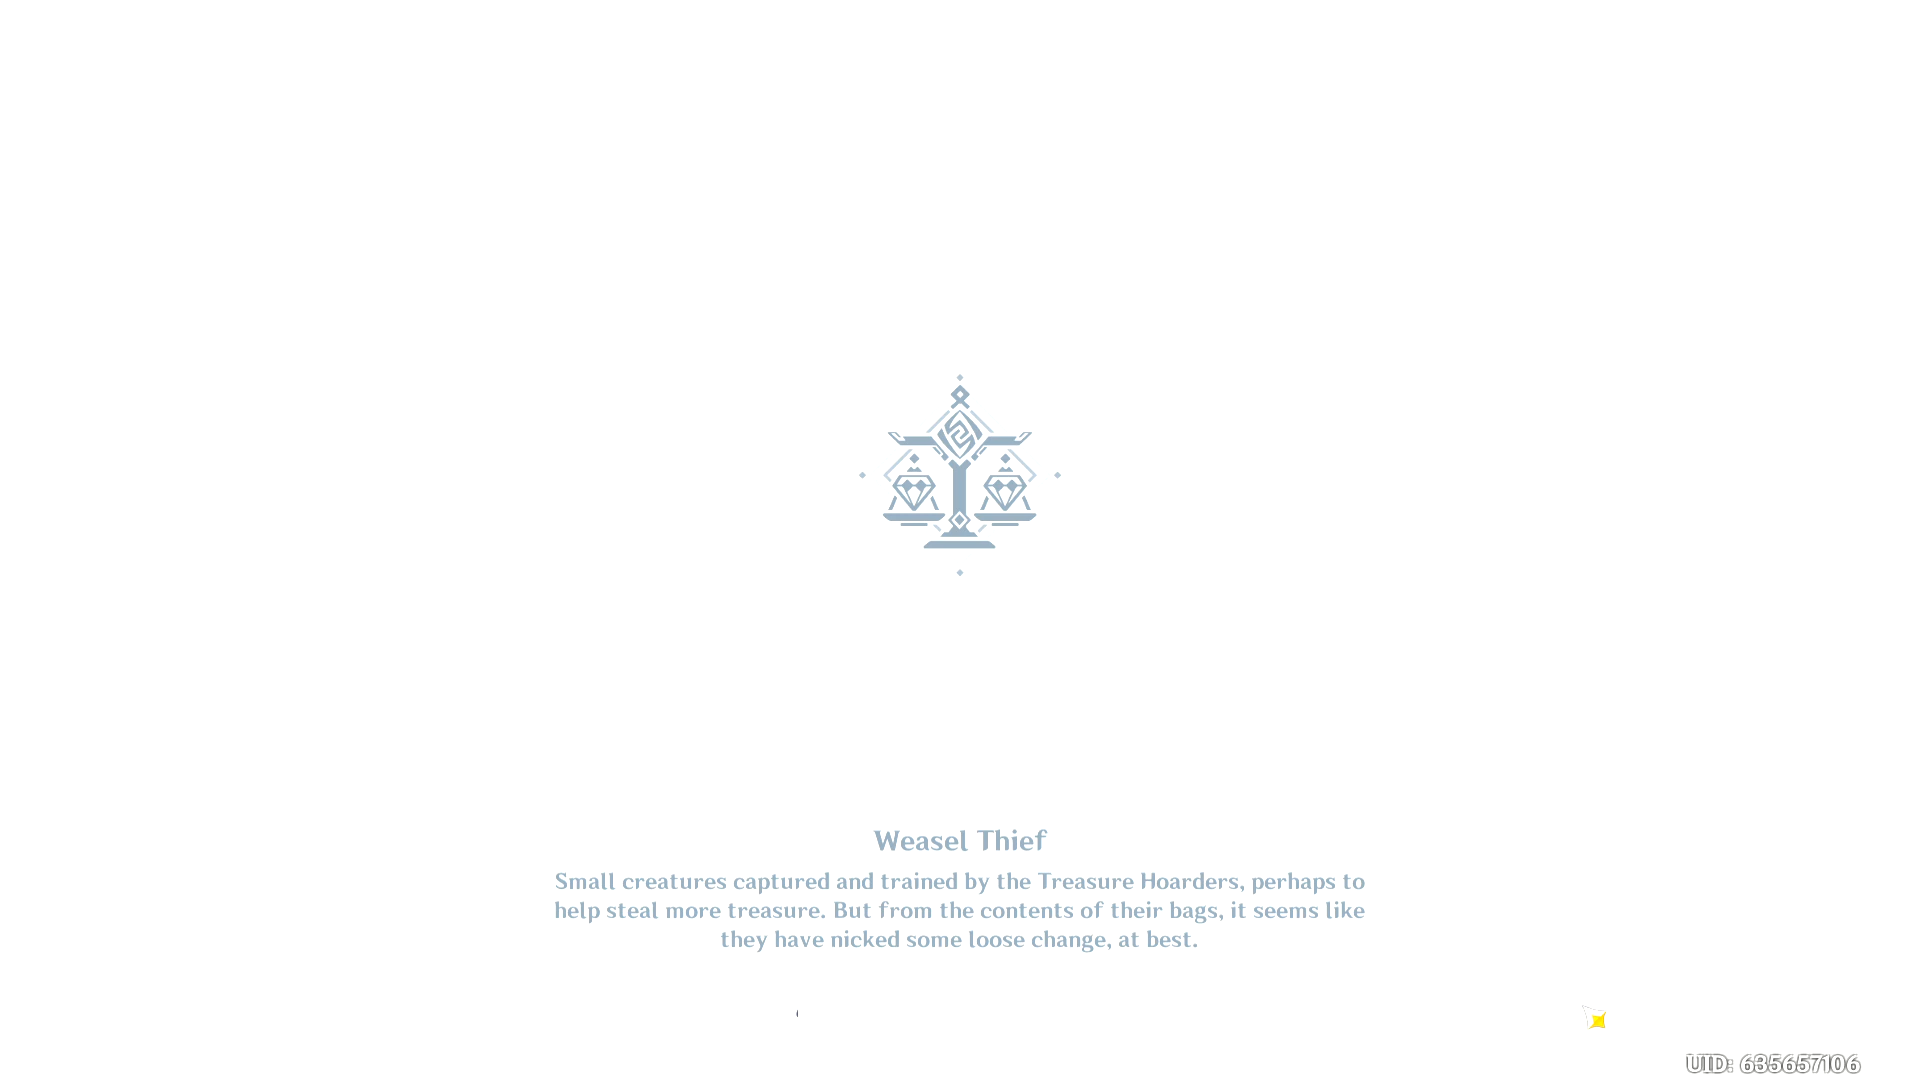 Weasel Thief
Small creatures captured and trained by the Treasure Hoarders, perhaps to
help steal more treasure. But from the contents of their bags, it seems like
they have nicked some loose change, at best.
UID: 635657106